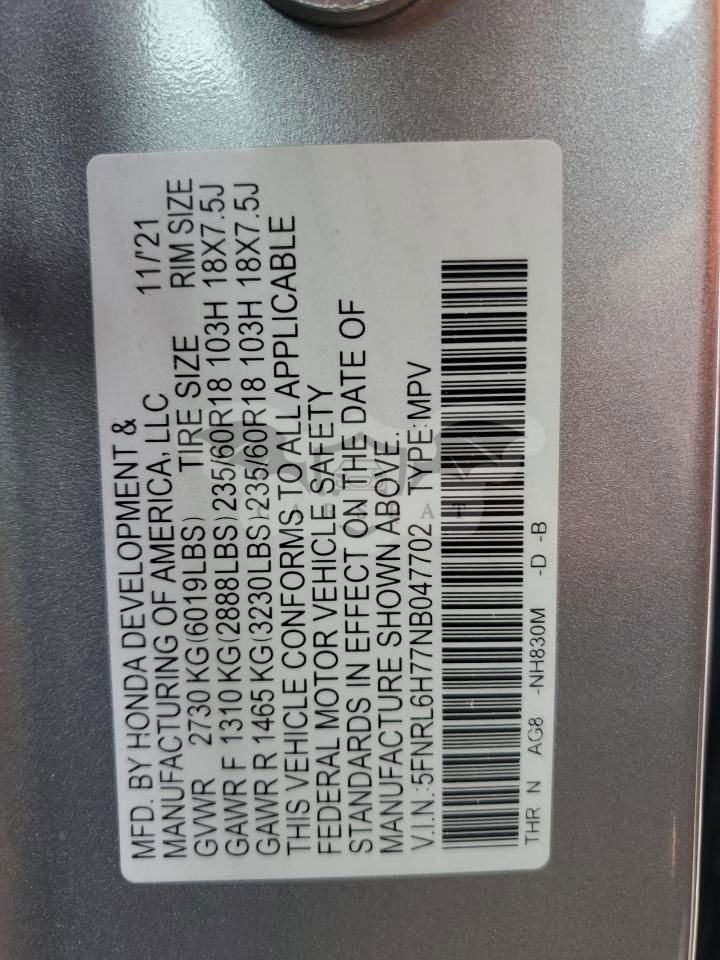 MFD. BY HONDA DEVELOPMENT &
MANUFACTURING OF AMERICA, LLC 11/'21
GVWR 2730 KG(6019LBS) TIRE SIZE RIM SIZE
GAWR F 1310 KG(2888LBS) 235/60R18 103H 18X7.5J
GAWR R 1465 KG(3230LBS) 235/60R18 103H 18X7.5J
THIS VEHICLE CONFORMS TO ALL APPLICABLE
FEDERAL MOTOR VEHICLE SAFETY
STANDARDS IN EFFECT ON THE DATE OF
MANUFACTURE SHOWN ABOVE.
V.I.N.:5FNRL6H77NB047702 TYPE:MPV
THR N AG8 -NH830M -D -B